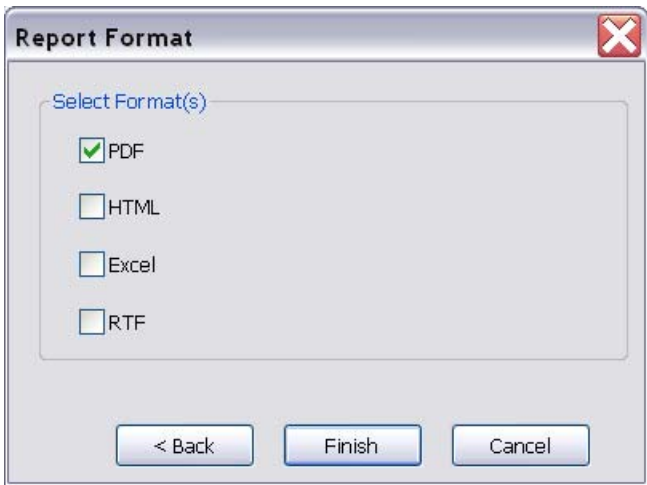 Report Format
Select Format(s)
PDF
HTML
Excel
RTF
< Back Finish Cancel